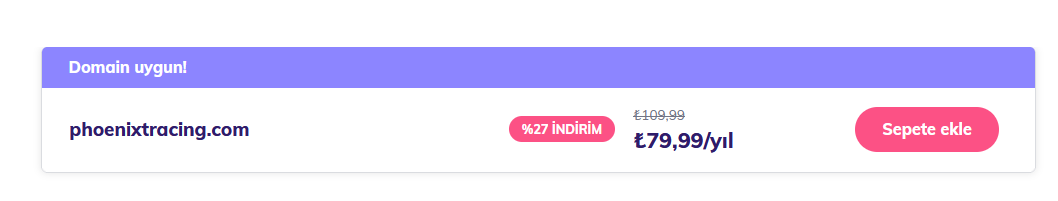 Domain uygun!
phoenixtracing.com
%27 İNDİRİM
₺109,99
₺79,99/yıl
Sepete ekle